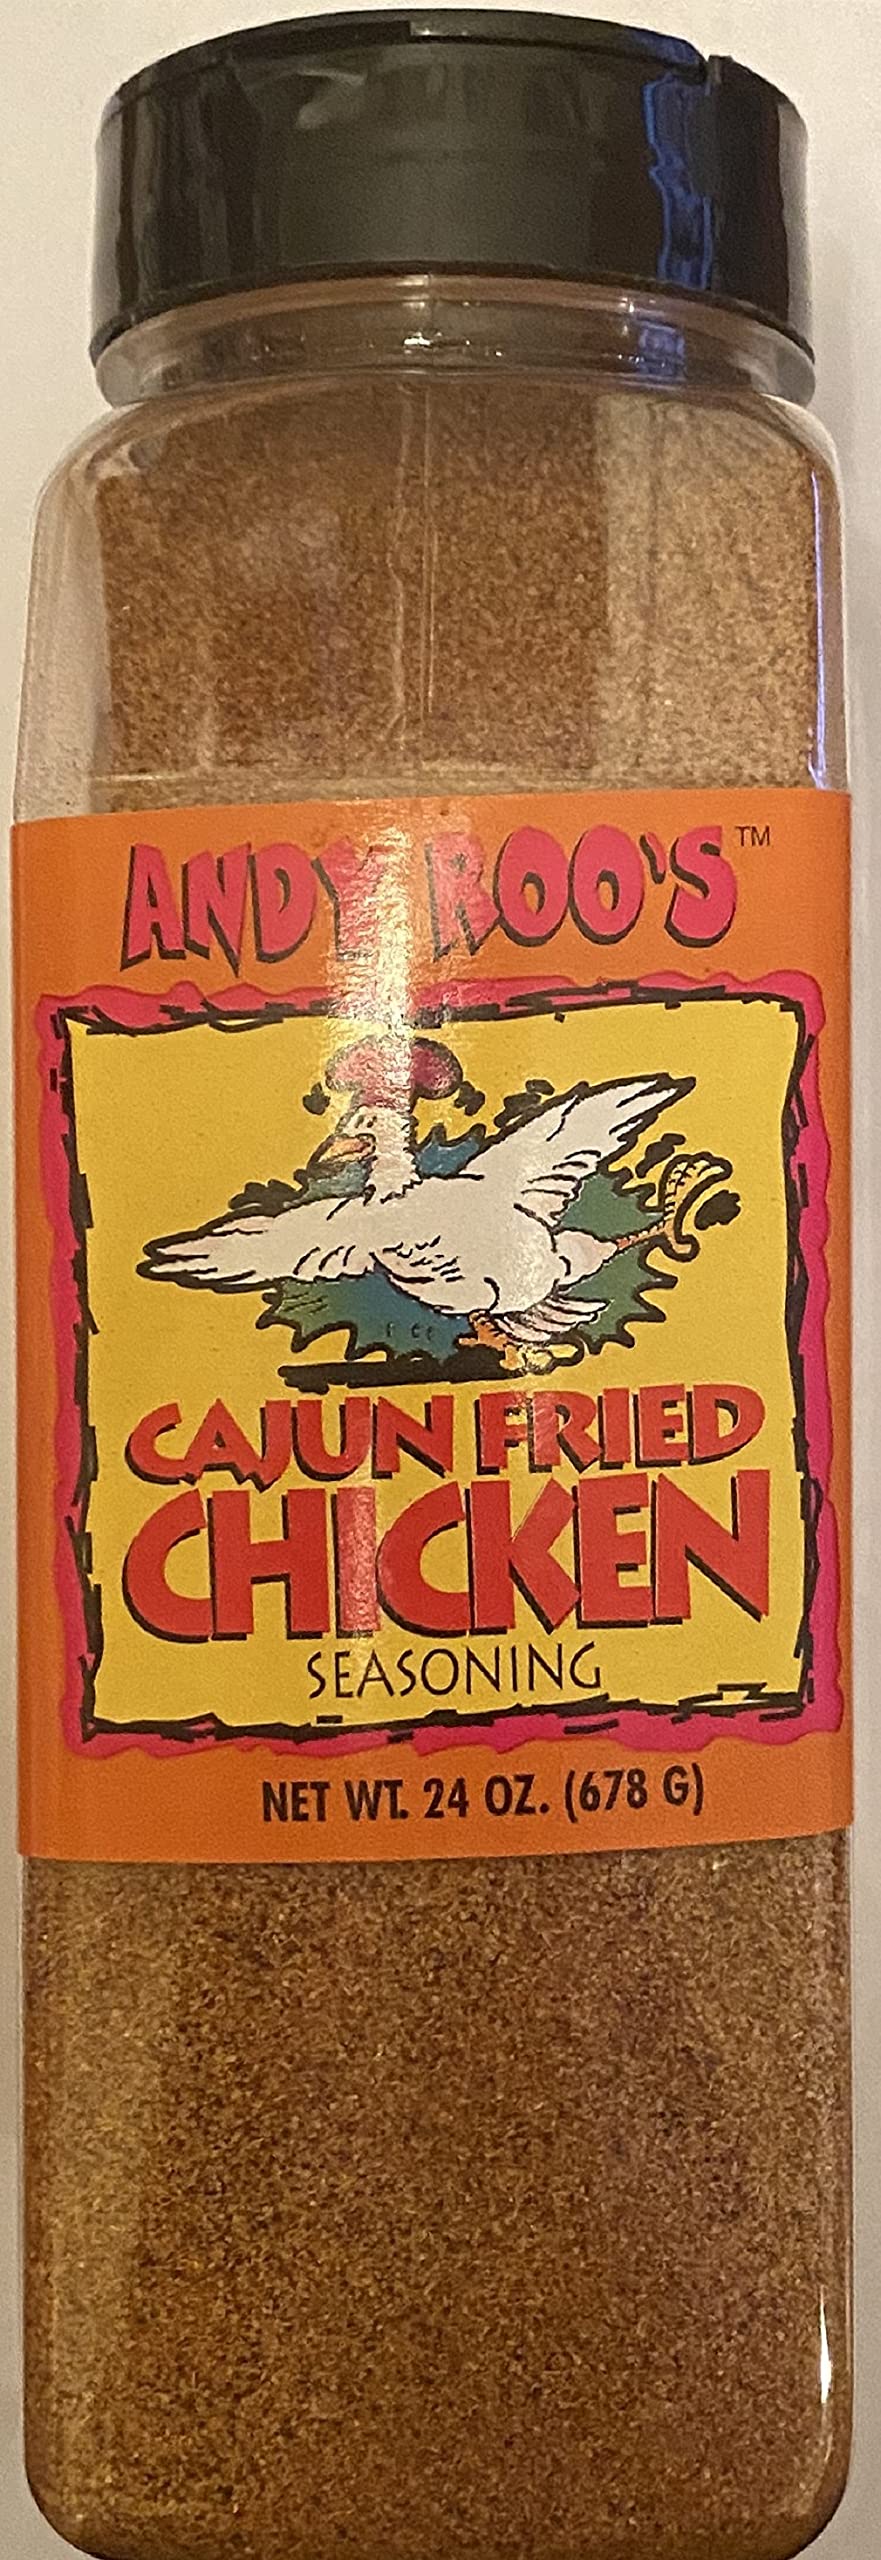 ANDY ROO'S™
CAJUN FRIED
CHICKEN
SEASONING
NET WT. 24 OZ. (678 G)